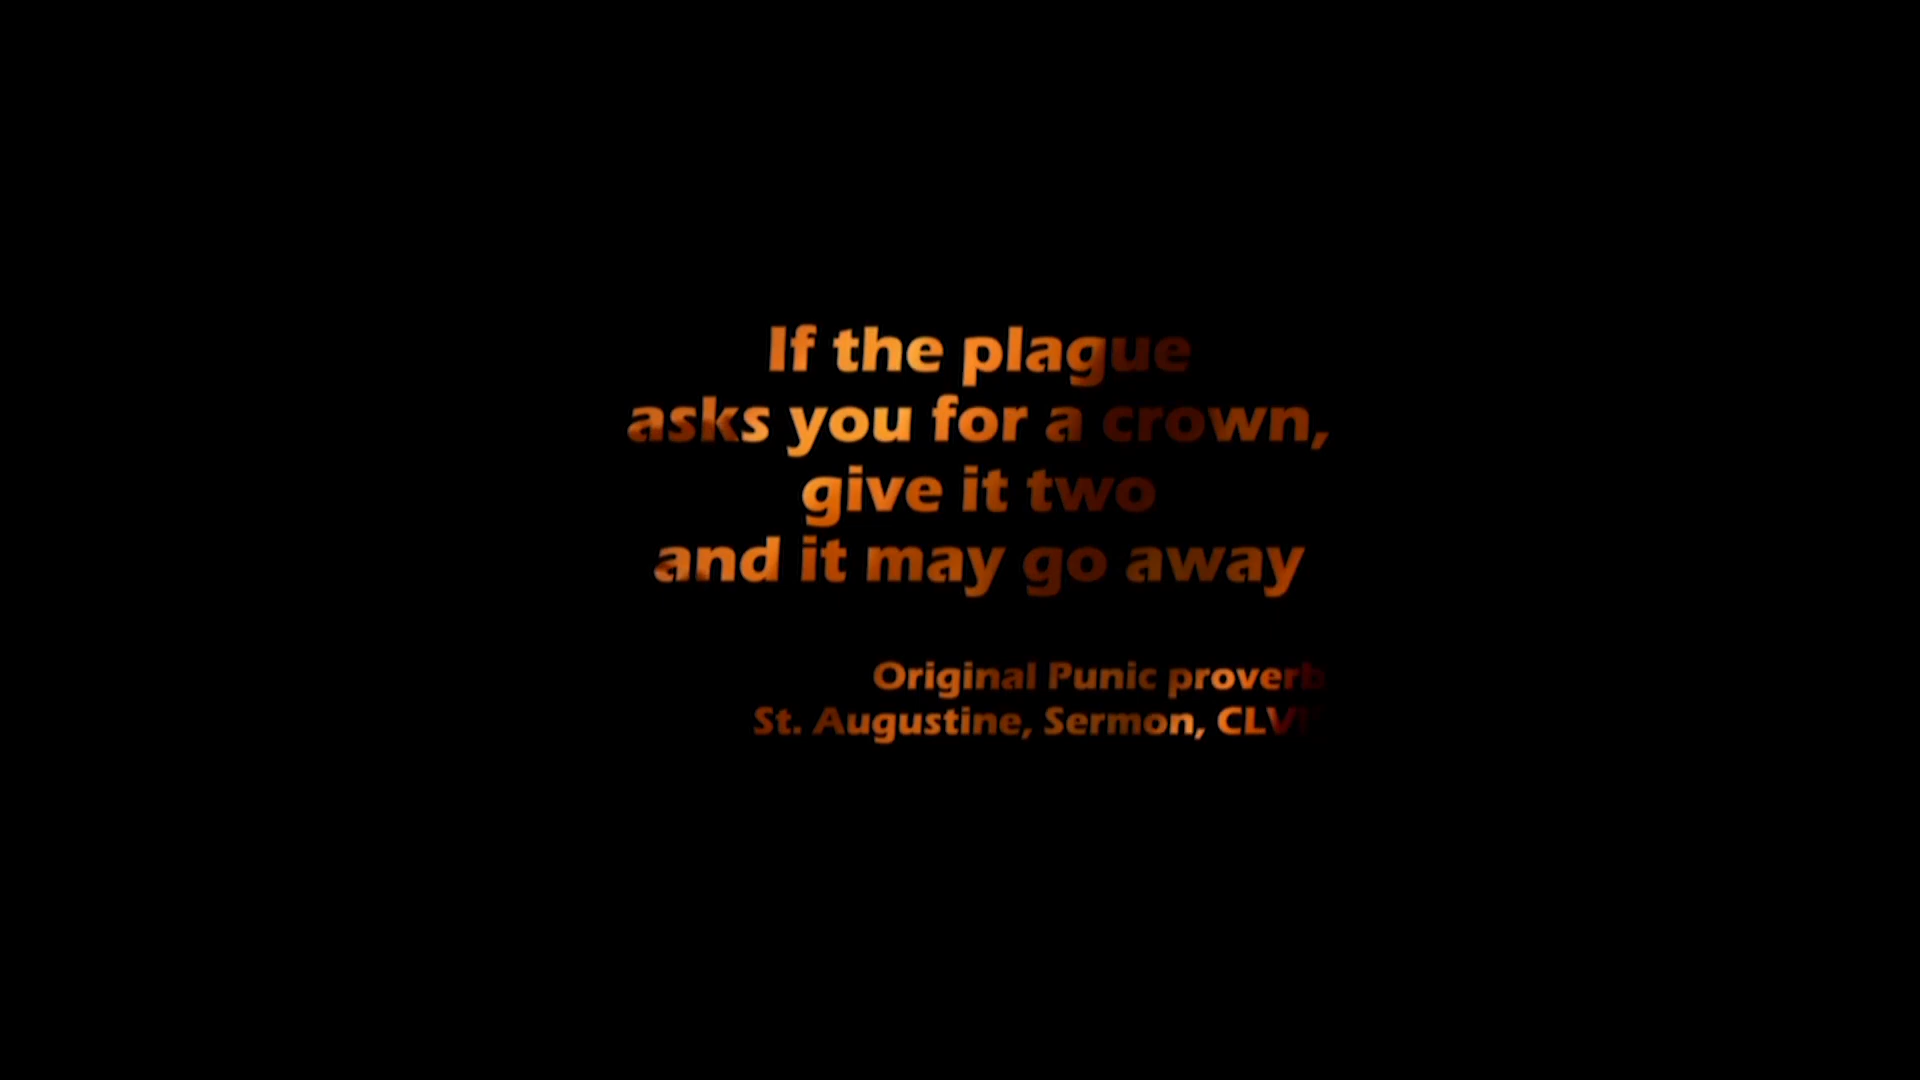 If the plague
asks you for a crown,
give it two
and it may go away
Original Punic proverb
St. Augustine, Sermon,